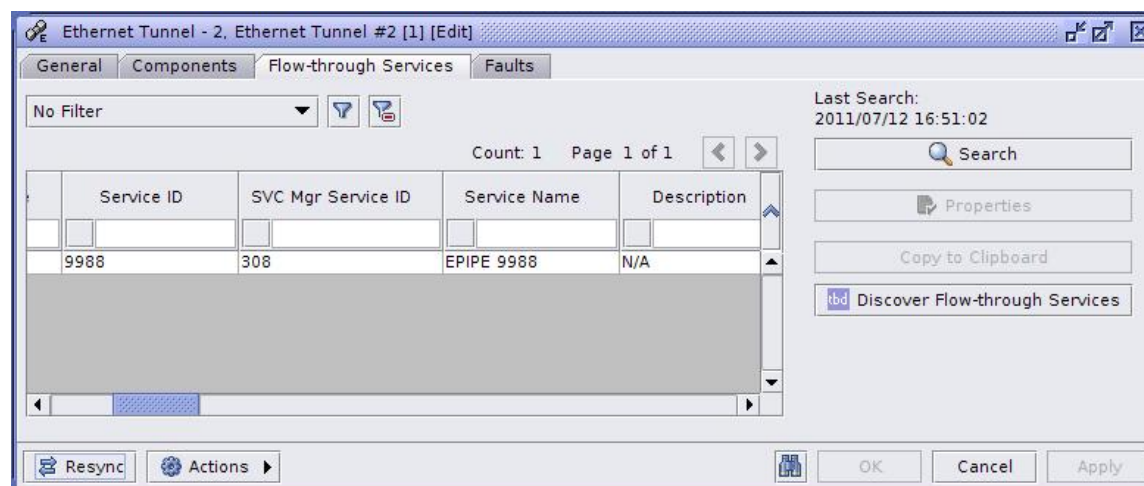 Ethernet Tunnel - 2, Ethernet Tunnel #2 [1] [Edit]
General Components Flow-through Services Faults
No Filter
Last Search:
2011/07/12 16:51:02
Count: 1 Page 1 of 1
Search
Service ID SVC Mgr Service ID Service Name Description
Properties
9988 308 EPIPE 9988 N/A
Copy to Clipboard
tbd Discover Flow-through Services
Resync Actions OK Cancel Apply